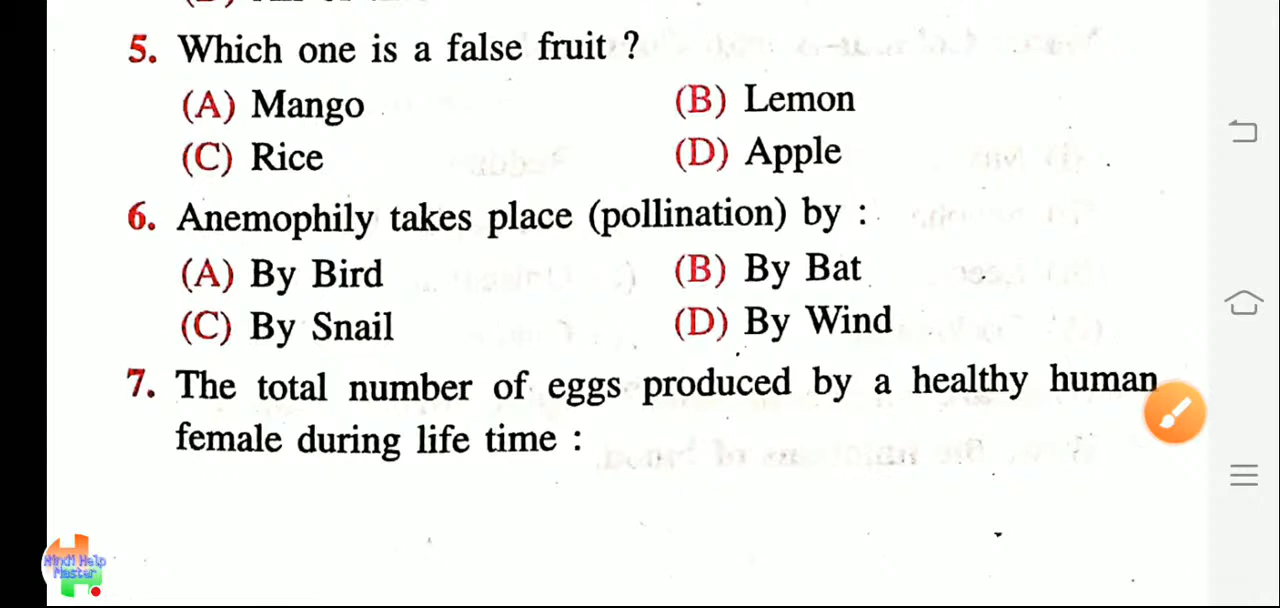 5. Which one is a false fruit ?
(A) Mango (B) Lemon
(C) Rice (D) Apple
6. Anemophily takes place (pollination) by :
(A) By Bird (B) By Bat
(C) By Snail (D) By Wind
7. The total number of eggs produced by a healthy human
female during life time :
Hindi Help
Master